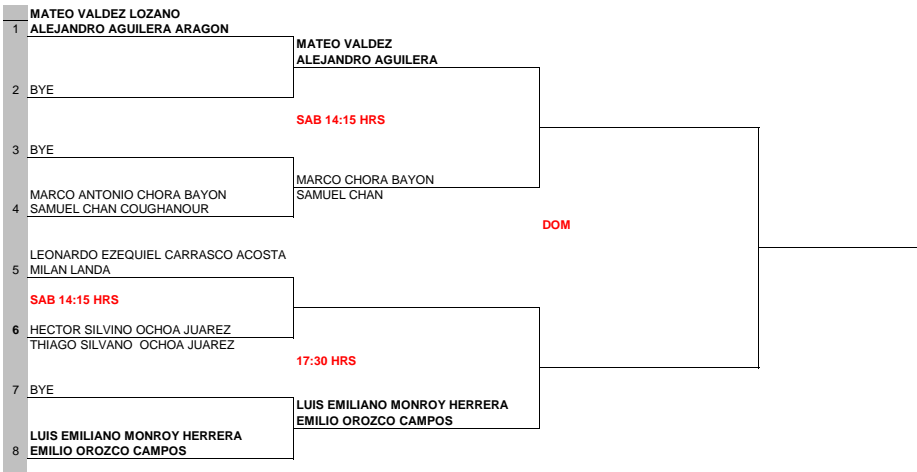 MATEO VALDEZ LOZANO
1 ALEJANDRO AGUILERA ARAGON
MATEO VALDEZ
ALEJANDRO AGUILERA
2 BYE
SAB 14:15 HRS
3 BYE
MARCO CHORA BAYON
SAMUEL CHAN
MARCO ANTONIO CHORA BAYON
4 SAMUEL CHAN COUGHANOUR
DOM
LEONARDO EZEQUIEL CARRASCO ACOSTA
5 MILAN LANDA
SAB 14:15 HRS
6 HECTOR SILVINO OCHOA JUAREZ
THIAGO SILVANO OCHOA JUAREZ
17:30 HRS
7 BYE
LUIS EMILIANO MONROY HERRERA
EMILIO OROZCO CAMPOS
LUIS EMILIANO MONROY HERRERA
8 EMILIO OROZCO CAMPOS